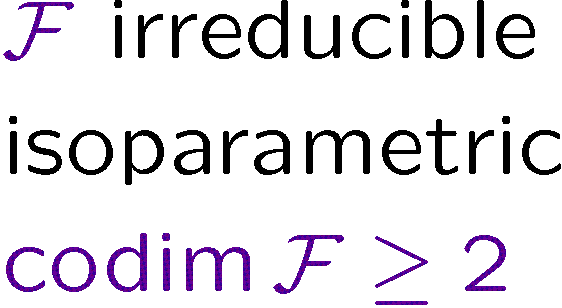 ℱ irreducible
isoparametric
codim ℱ ≥ 2